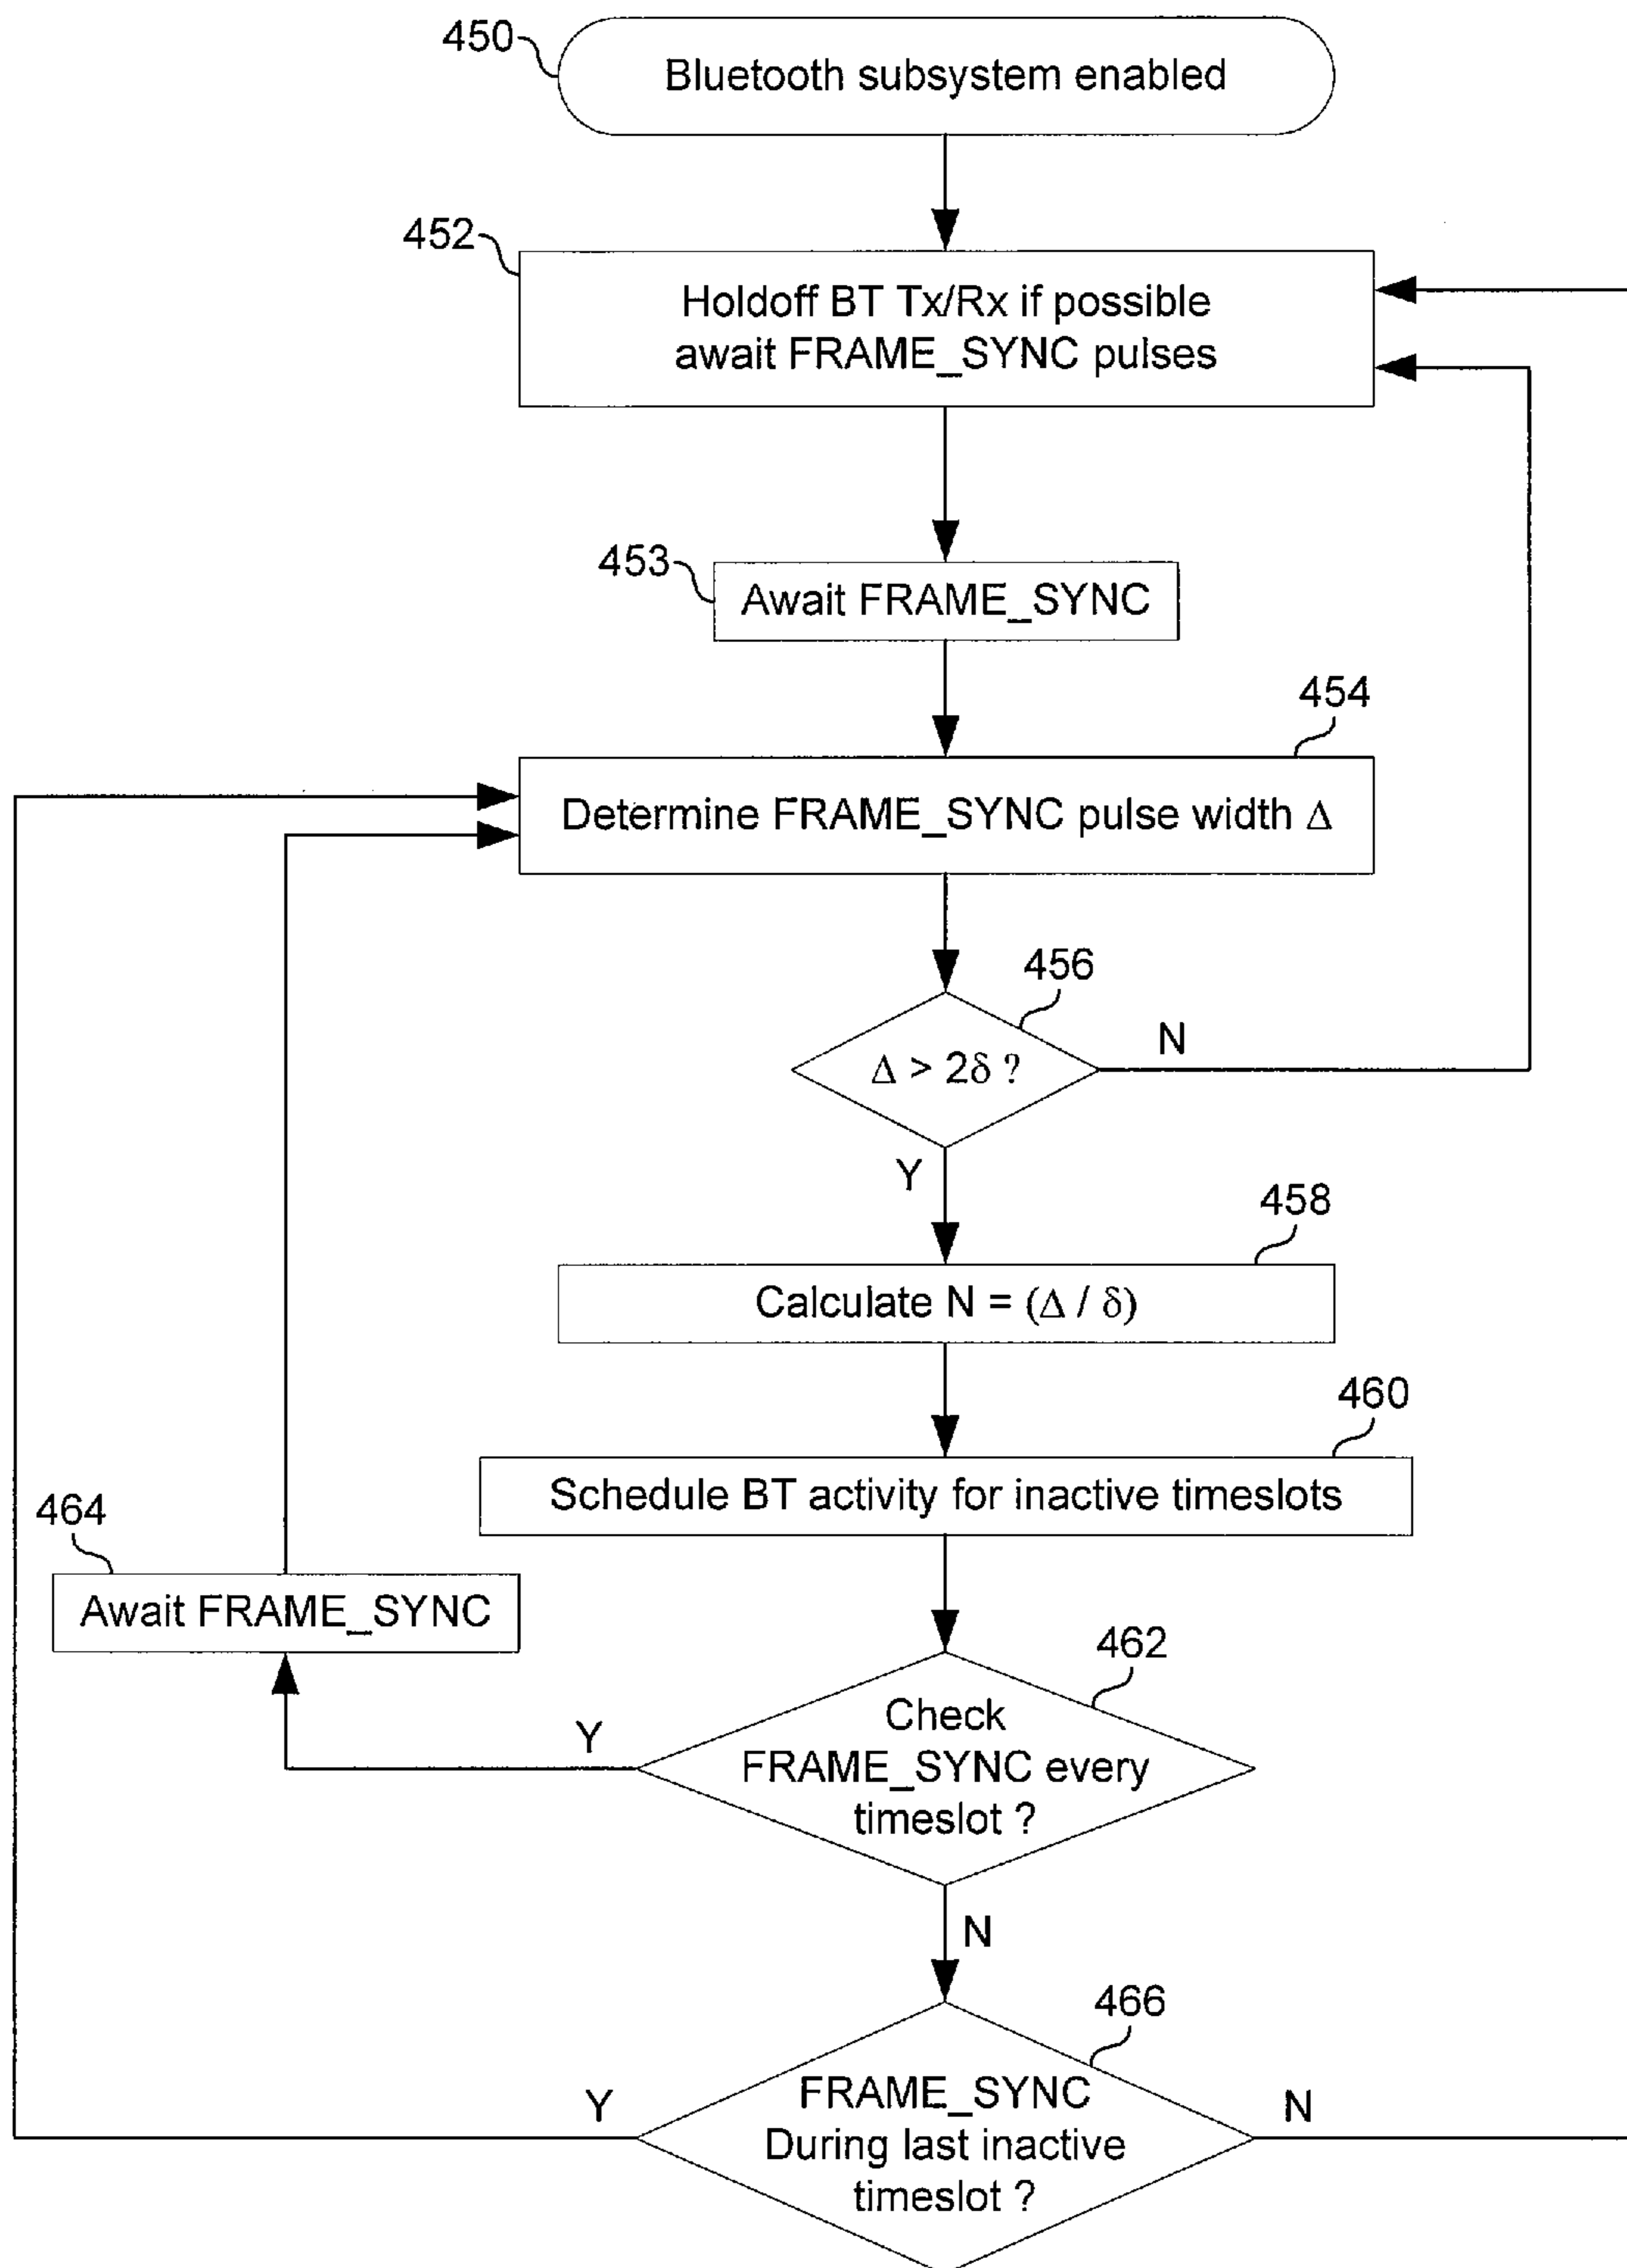 450
Bluetooth subsystem enabled
452
Holdoff BT Tx/Rx if possible
await FRAME_SYNC pulses
453
Await FRAME_SYNC
454
Determine FRAME_SYNC pulse width Δ
456
Δ > 2δ ?
N
Y
458
Calculate N = (Δ / δ)
460
Schedule BT activity for inactive timeslots
464
Await FRAME_SYNC
462
Check
FRAME_SYNC every
timeslot ?
Y
N
466
FRAME_SYNC
During last inactive
timeslot ?
Y
N